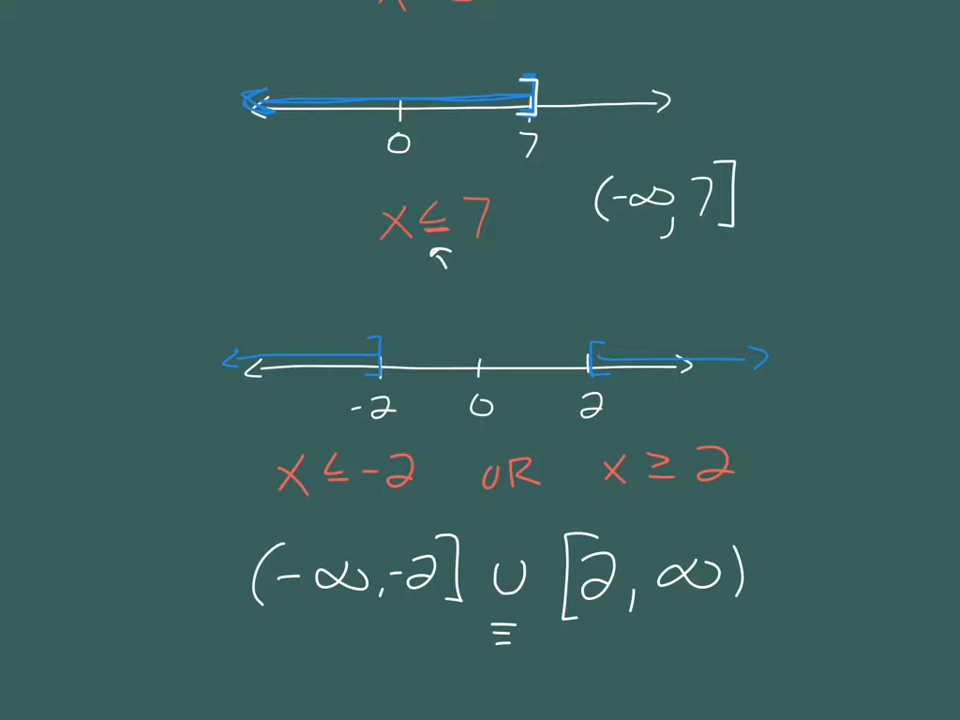 0 7
x ≤ 7 (-∞, 7]
-2 0 2
x ≤ -2 OR x ≥ 2
(-∞, -2] ∪ [2, ∞)